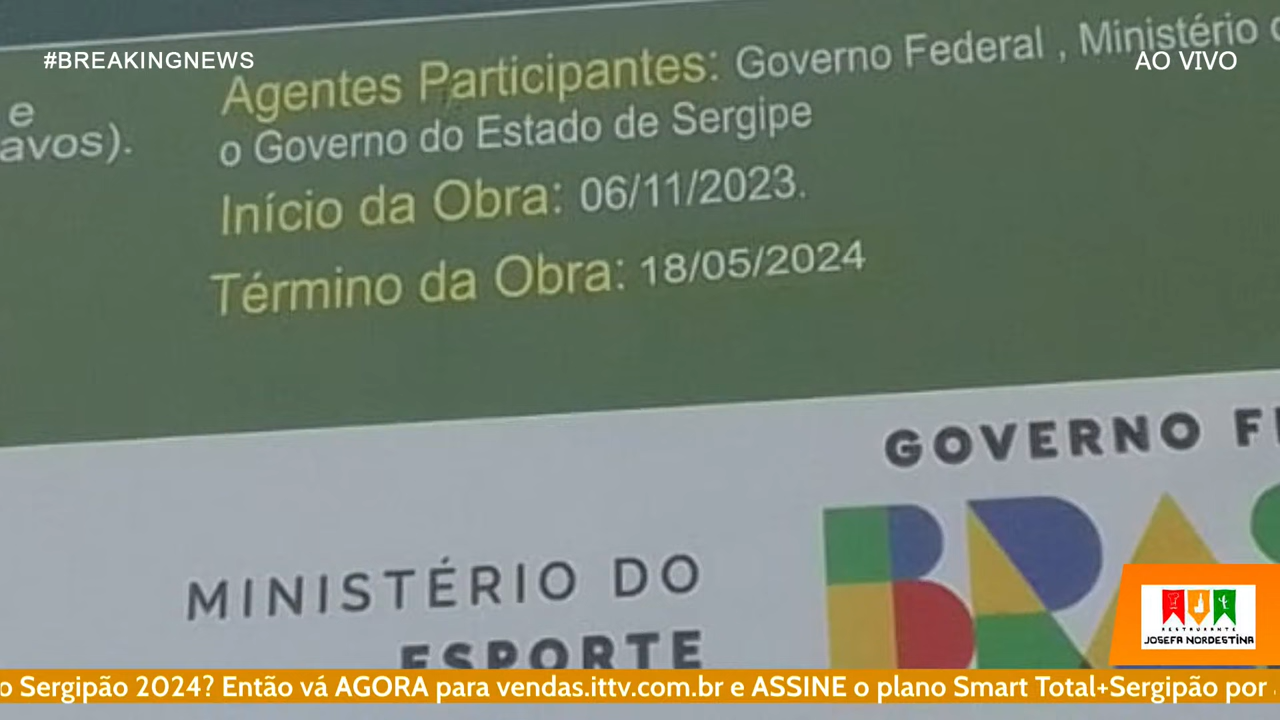 #BREAKINGNEWS
AO VIVO
e
avos).
Agentes Participantes: Governo Federal , Ministério
o Governo do Estado de Sergipe
Início da Obra: 06/11/2023.
Término da Obra: 18/05/2024
GOVERNO F
BRAS
MINISTÉRIO DO
ESPORTE
RESTAURANTE
JOSEFA NORDESTINA
o Sergipão 2024? Então vá AGORA para vendas.ittv.com.br e ASSINE o plano Smart Total+Sergipão por